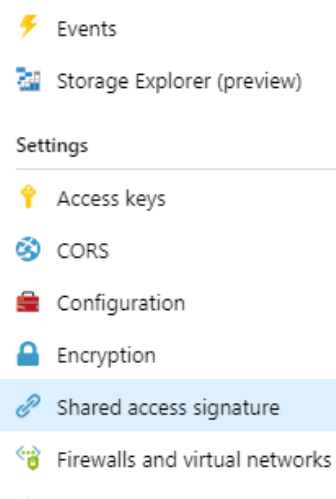 Events
Storage Explorer (preview)
Settings
Access keys
CORS
Configuration
Encryption
Shared access signature
Firewalls and virtual networks